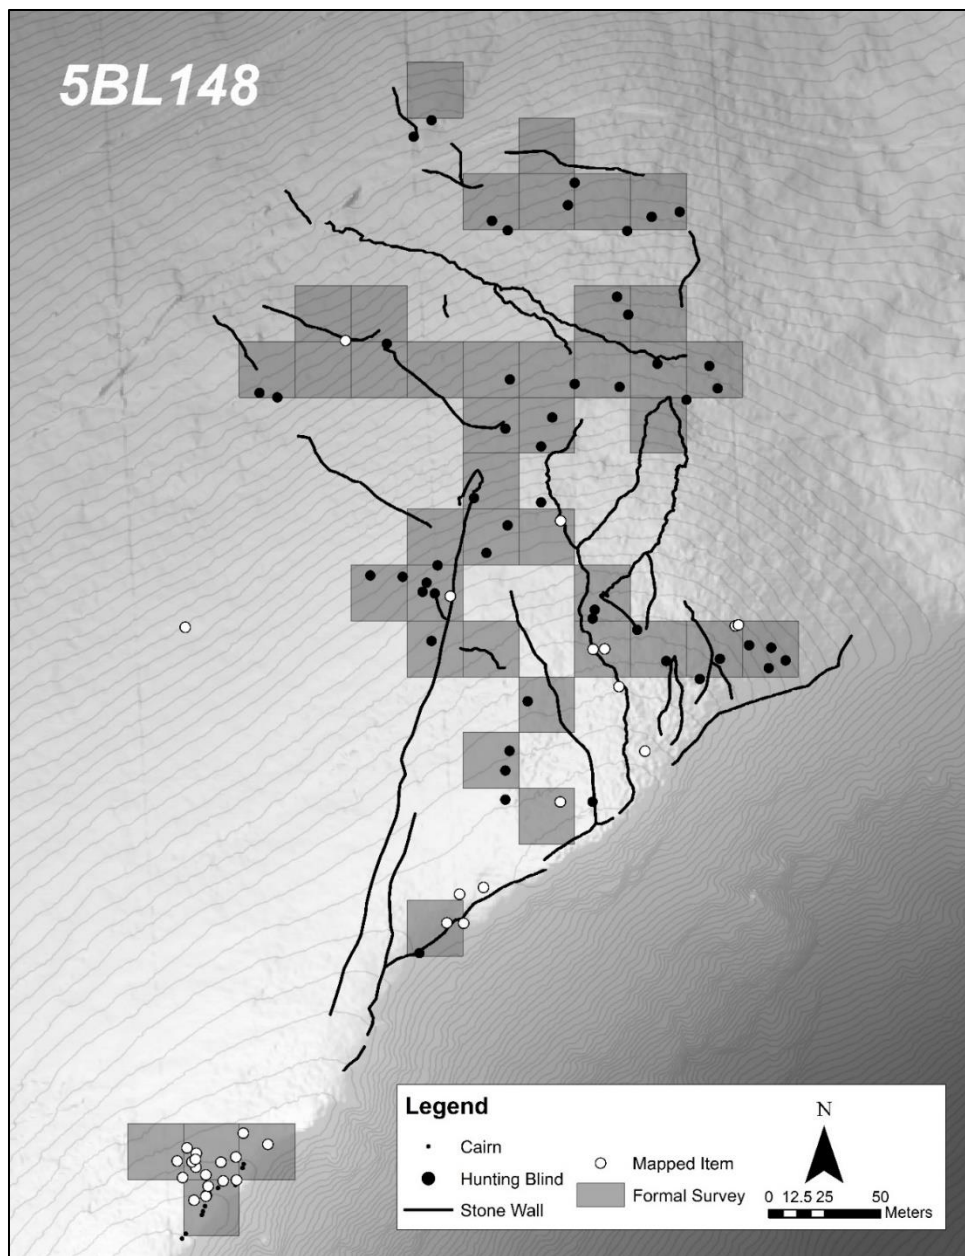 5BL148
Legend
Cairn
Hunting Blind
Stone Wall
Mapped Item
Formal Survey
N
0 12.5 25 50
Meters